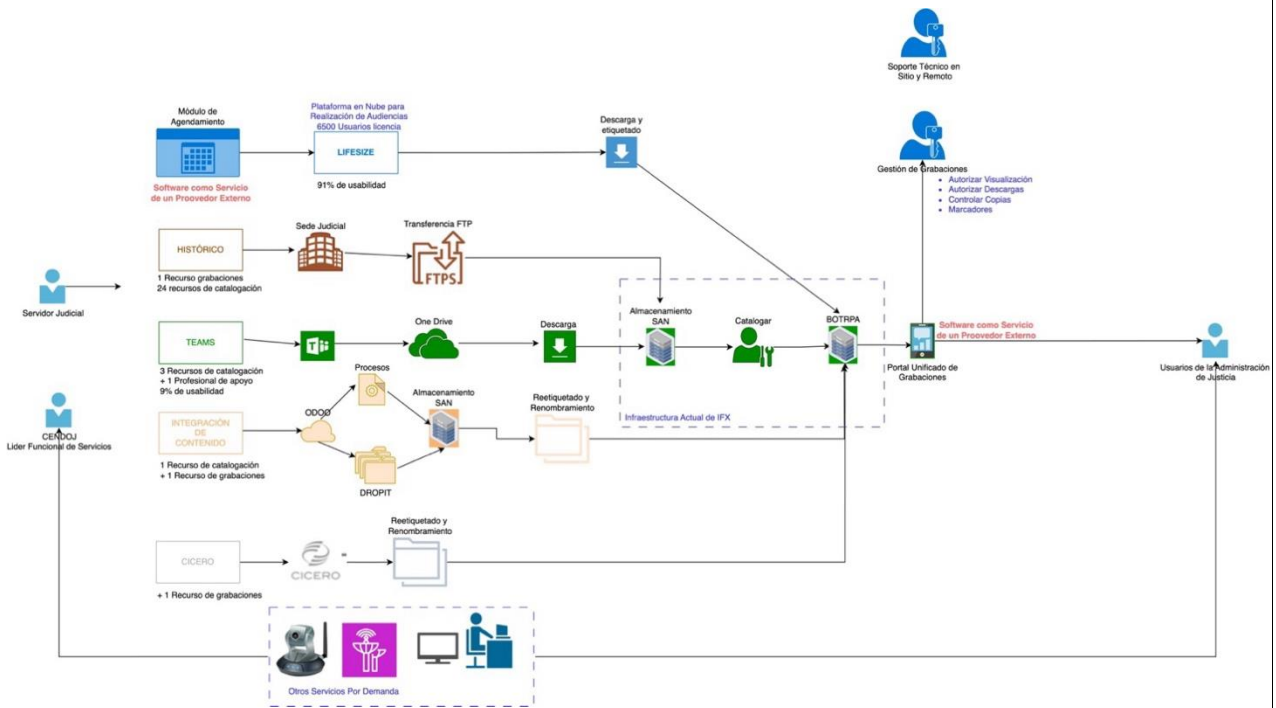 Soporte Técnico en
Sitio y Remoto
Módulo de
Agendamiento
Software como Servicio
de un Proovedor Externo
Plataforma en Nube para
Realización de Audiencias
6500 Usuarios licencia
LIFESIZE
91% de usabilidad
Descarga y
etiquetado
Gestión de Grabaciones
• Autorizar Visualización
• Autorizar Descargas
• Controlar Copias
• Marcadores
HISTÓRICO
1 Recurso grabaciones
24 recursos de catalogación
Sede Judicial
Transferencia FTP
FTPS
Servidor Judicial
TEAMS
3 Recursos de catalogación
+ 1 Profesional de apoyo
9% de usabilidad
One Drive
Descarga
Almacenamiento
SAN
Catalogar
BOTRPA
Infraestructura Actual de IFX
Software como Servicio
de un Proovedor Externo
Portal Unificado de
Grabaciones
Usuarios de la Administración
de Justicia
CENDOJ
Lider Funcional de Servicios
INTEGRACIÓN
DE
CONTENIDO
1 Recurso de catalogación
+ 1 Recurso de grabaciones
ODOO
Procesos
DROPIT
Almacenamiento
SAN
Reetiquetado y
Renombramiento
CICERO
+ 1 Recurso de grabaciones
CICERO
Reetiquetado y
Renombramiento
Otros Servicios Por Demanda